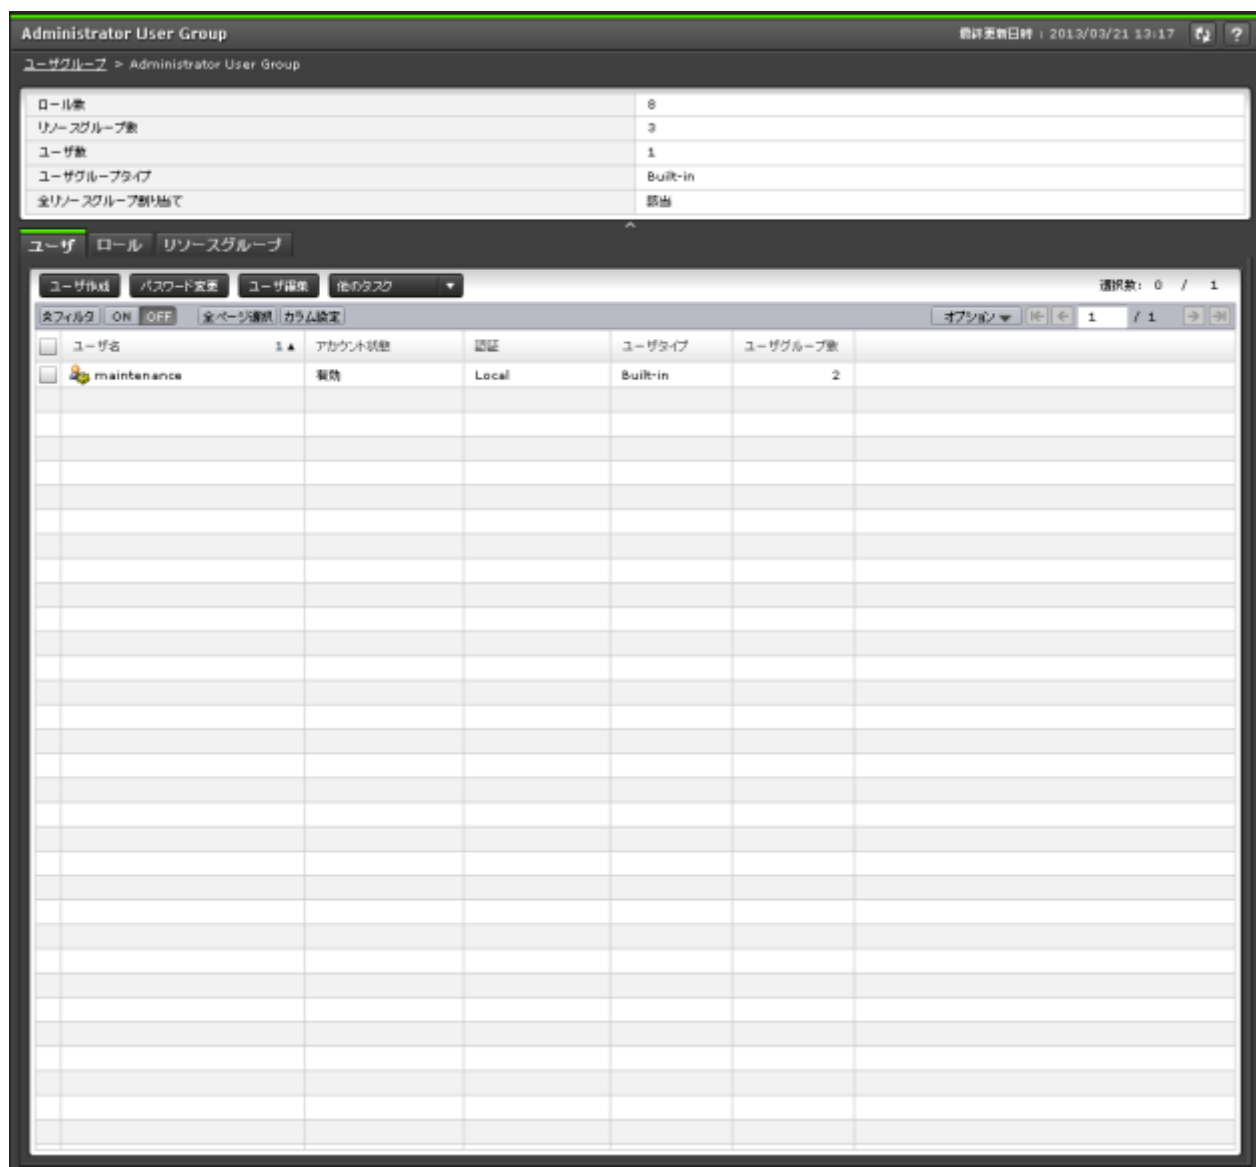 Administrator User Group 最終更新日時 : 2013/03/21 13:17 ?
ユーザグループ > Administrator User Group
ロール数 8
リソースグループ数 3
ユーザ数 1
ユーザグループタイプ Built-in
全リソースグループ割り当て 該当
ユーザ ロール リソースグループ
ユーザ作成 パスワード変更 ユーザ編集 他のタスク 選択数: 0 / 1
フィルタ ON OFF 全ページ選択 カラム設定 オプション 1 / 1
ユーザ名 1 アカウント状態 認証 ユーザタイプ ユーザグループ数
maintenance 有効 Local Built-in 2